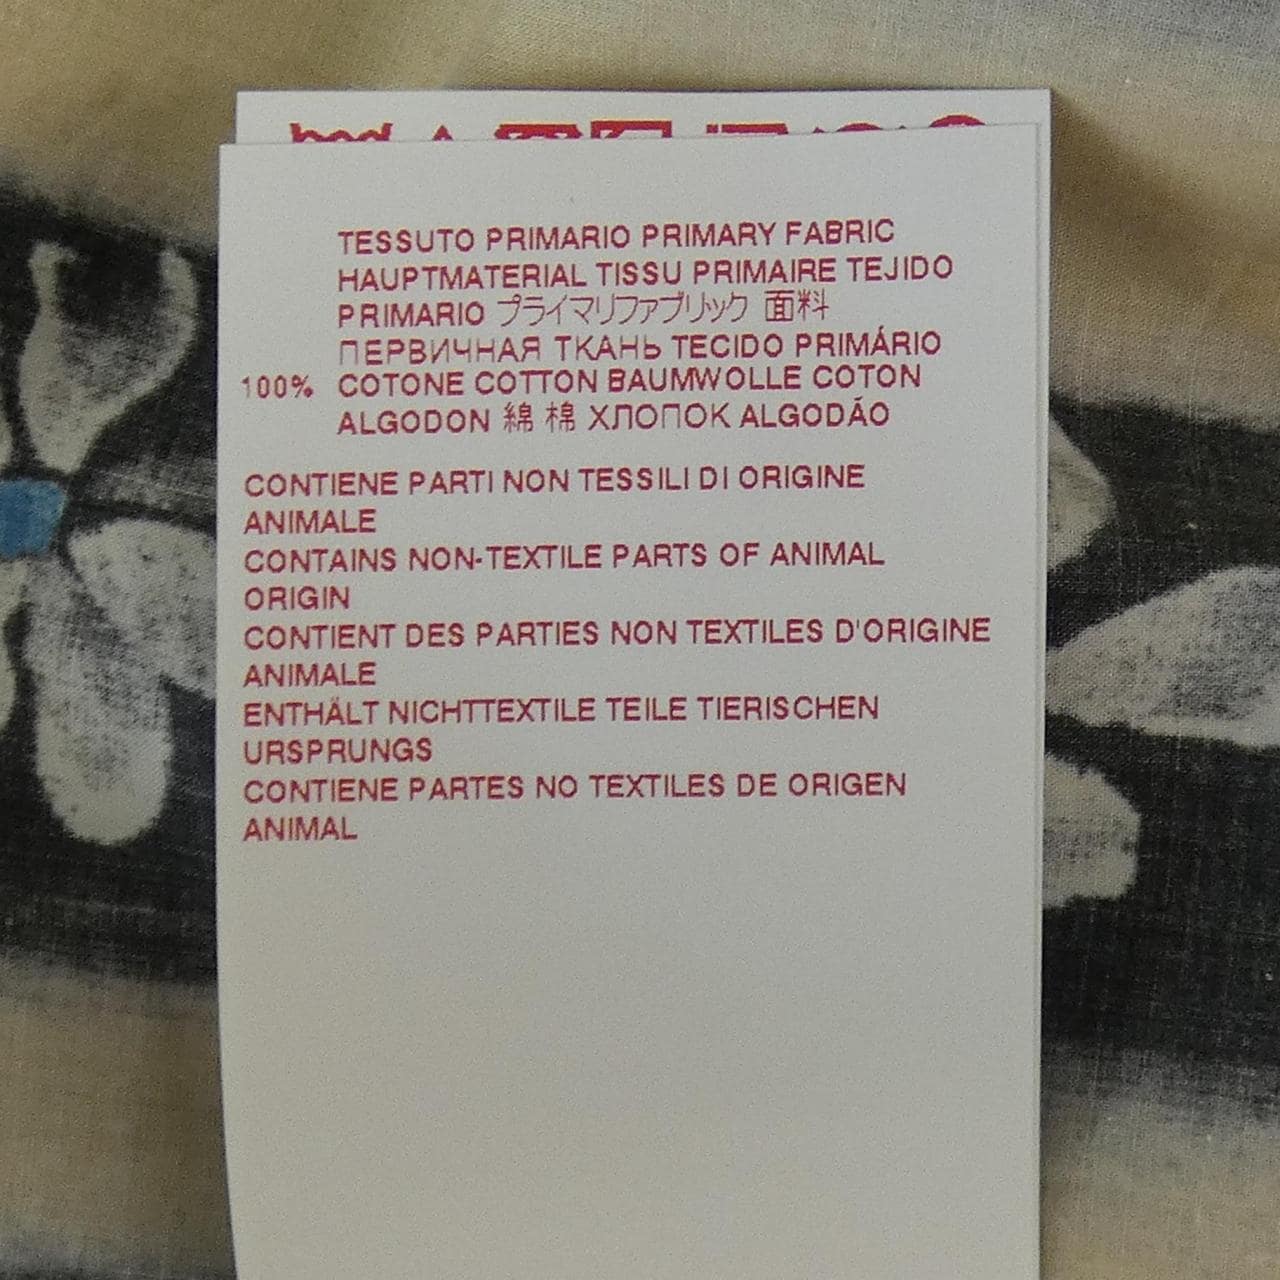 TESSUTO PRIMARIO PRIMARY FABRIC
HAUPTMATERIAL TISSU PRIMAIRE TEJIDO
PRIMARIO プライマリファブリック 面料
ПЕРВИЧНАЯ ТКАНЬ TECIDO PRIMÁRIO
100% COTONE COTTON BAUMWOLLE COTON
ALGODON 綿 棉 ХЛОПОК ALGODÃO
CONTIENE PARTI NON TESSILI DI ORIGINE
ANIMALE
CONTAINS NON-TEXTILE PARTS OF ANIMAL
ORIGIN
CONTIENT DES PARTIES NON TEXTILES D'ORIGINE
ANIMALE
ENTHÄLT NICHTTEXTILE TEILE TIERISCHEN
URSPRUNGS
CONTIENE PARTES NO TEXTILES DE ORIGEN
ANIMAL